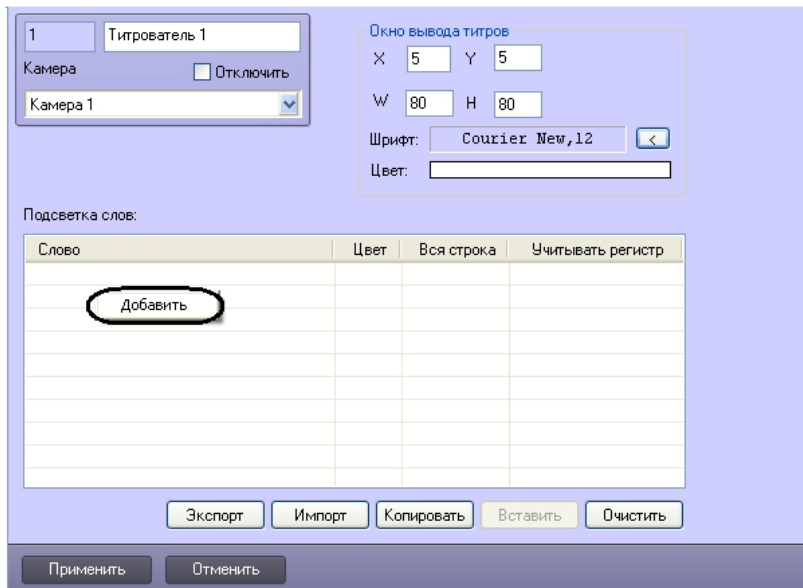 1 Титрователь 1
Камера Отключить
Камера 1
Окно вывода титров
X 5 Y 5
W 80 H 80
Шрифт: Courier New,12 <
Цвет:
Подсветка слов:
Слово Цвет Вся строка Учитывать регистр
Добавить
Экспорт Импорт Копировать Вставить Очистить
Применить Отменить